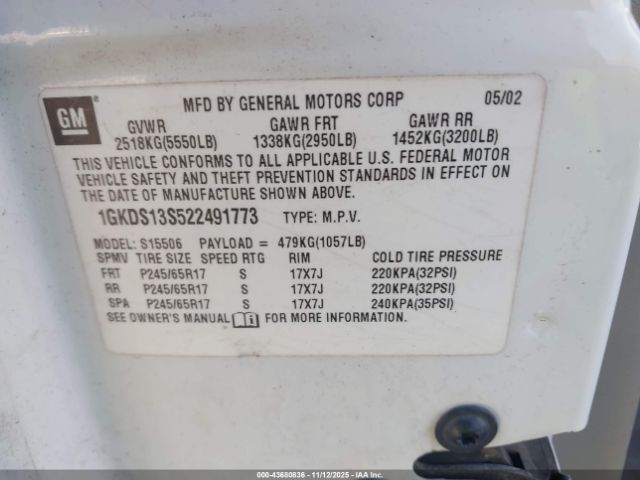 GM
MFD BY GENERAL MOTORS CORP 05/02
GVWR GAWR FRT GAWR RR
2518KG(5550LB) 1338KG(2950LB) 1452KG(3200LB)
THIS VEHICLE CONFORMS TO ALL APPLICABLE U.S. FEDERAL MOTOR
VEHICLE SAFETY AND THEFT PREVENTION STANDARDS IN EFFECT ON
THE DATE OF MANUFACTURE SHOWN ABOVE.
1GKDS13S522491773 TYPE: M.P.V.
MODEL: S15506 PAYLOAD = 479KG(1057LB)
SPMV TIRE SIZE SPEED RTG RIM COLD TIRE PRESSURE
FRT P245/65R17 S 17X7J 220KPA(32PSI)
RR P245/65R17 S 17X7J 220KPA(32PSI)
SPA P245/65R17 S 17X7J 240KPA(35PSI)
SEE OWNER'S MANUAL FOR MORE INFORMATION.
000-43680836 - 11/12/2025 - IAAI.CA